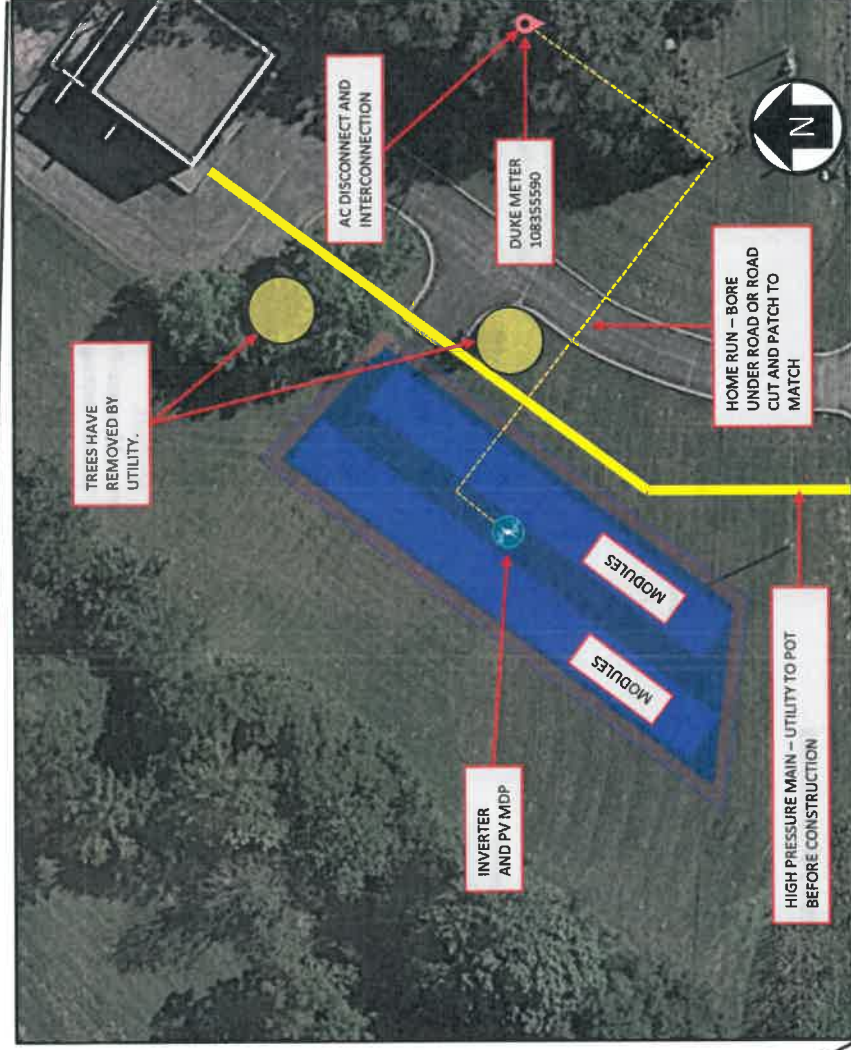 AC DISCONNECT AND
INTERCONNECTION
DUKE METER
108355590
TREES HAVE
REMOVED BY
UTILITY.
HOME RUN – BORE
UNDER ROAD OR ROAD
CUT AND PATCH TO
MATCH
MODULES
MODULES
INVERTER
AND PV MDP
HIGH PRESSURE MAIN – UTILITY TO POT
BEFORE CONSTRUCTION
N